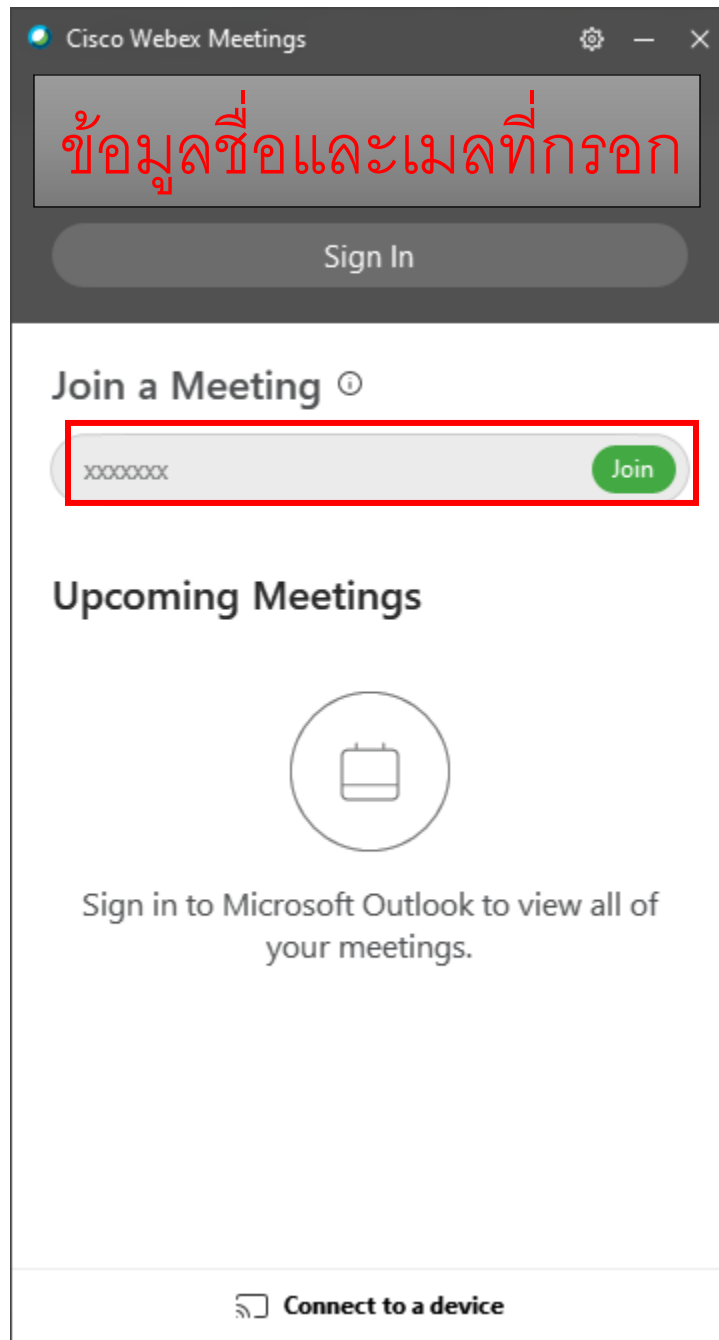 Cisco Webex Meetings
ข้อมูลชื่อและเมลที่กรอก
Sign In
Join a Meeting
xxxxxxx
Join
Upcoming Meetings
Sign in to Microsoft Outlook to view all of
your meetings.
Connect to a device